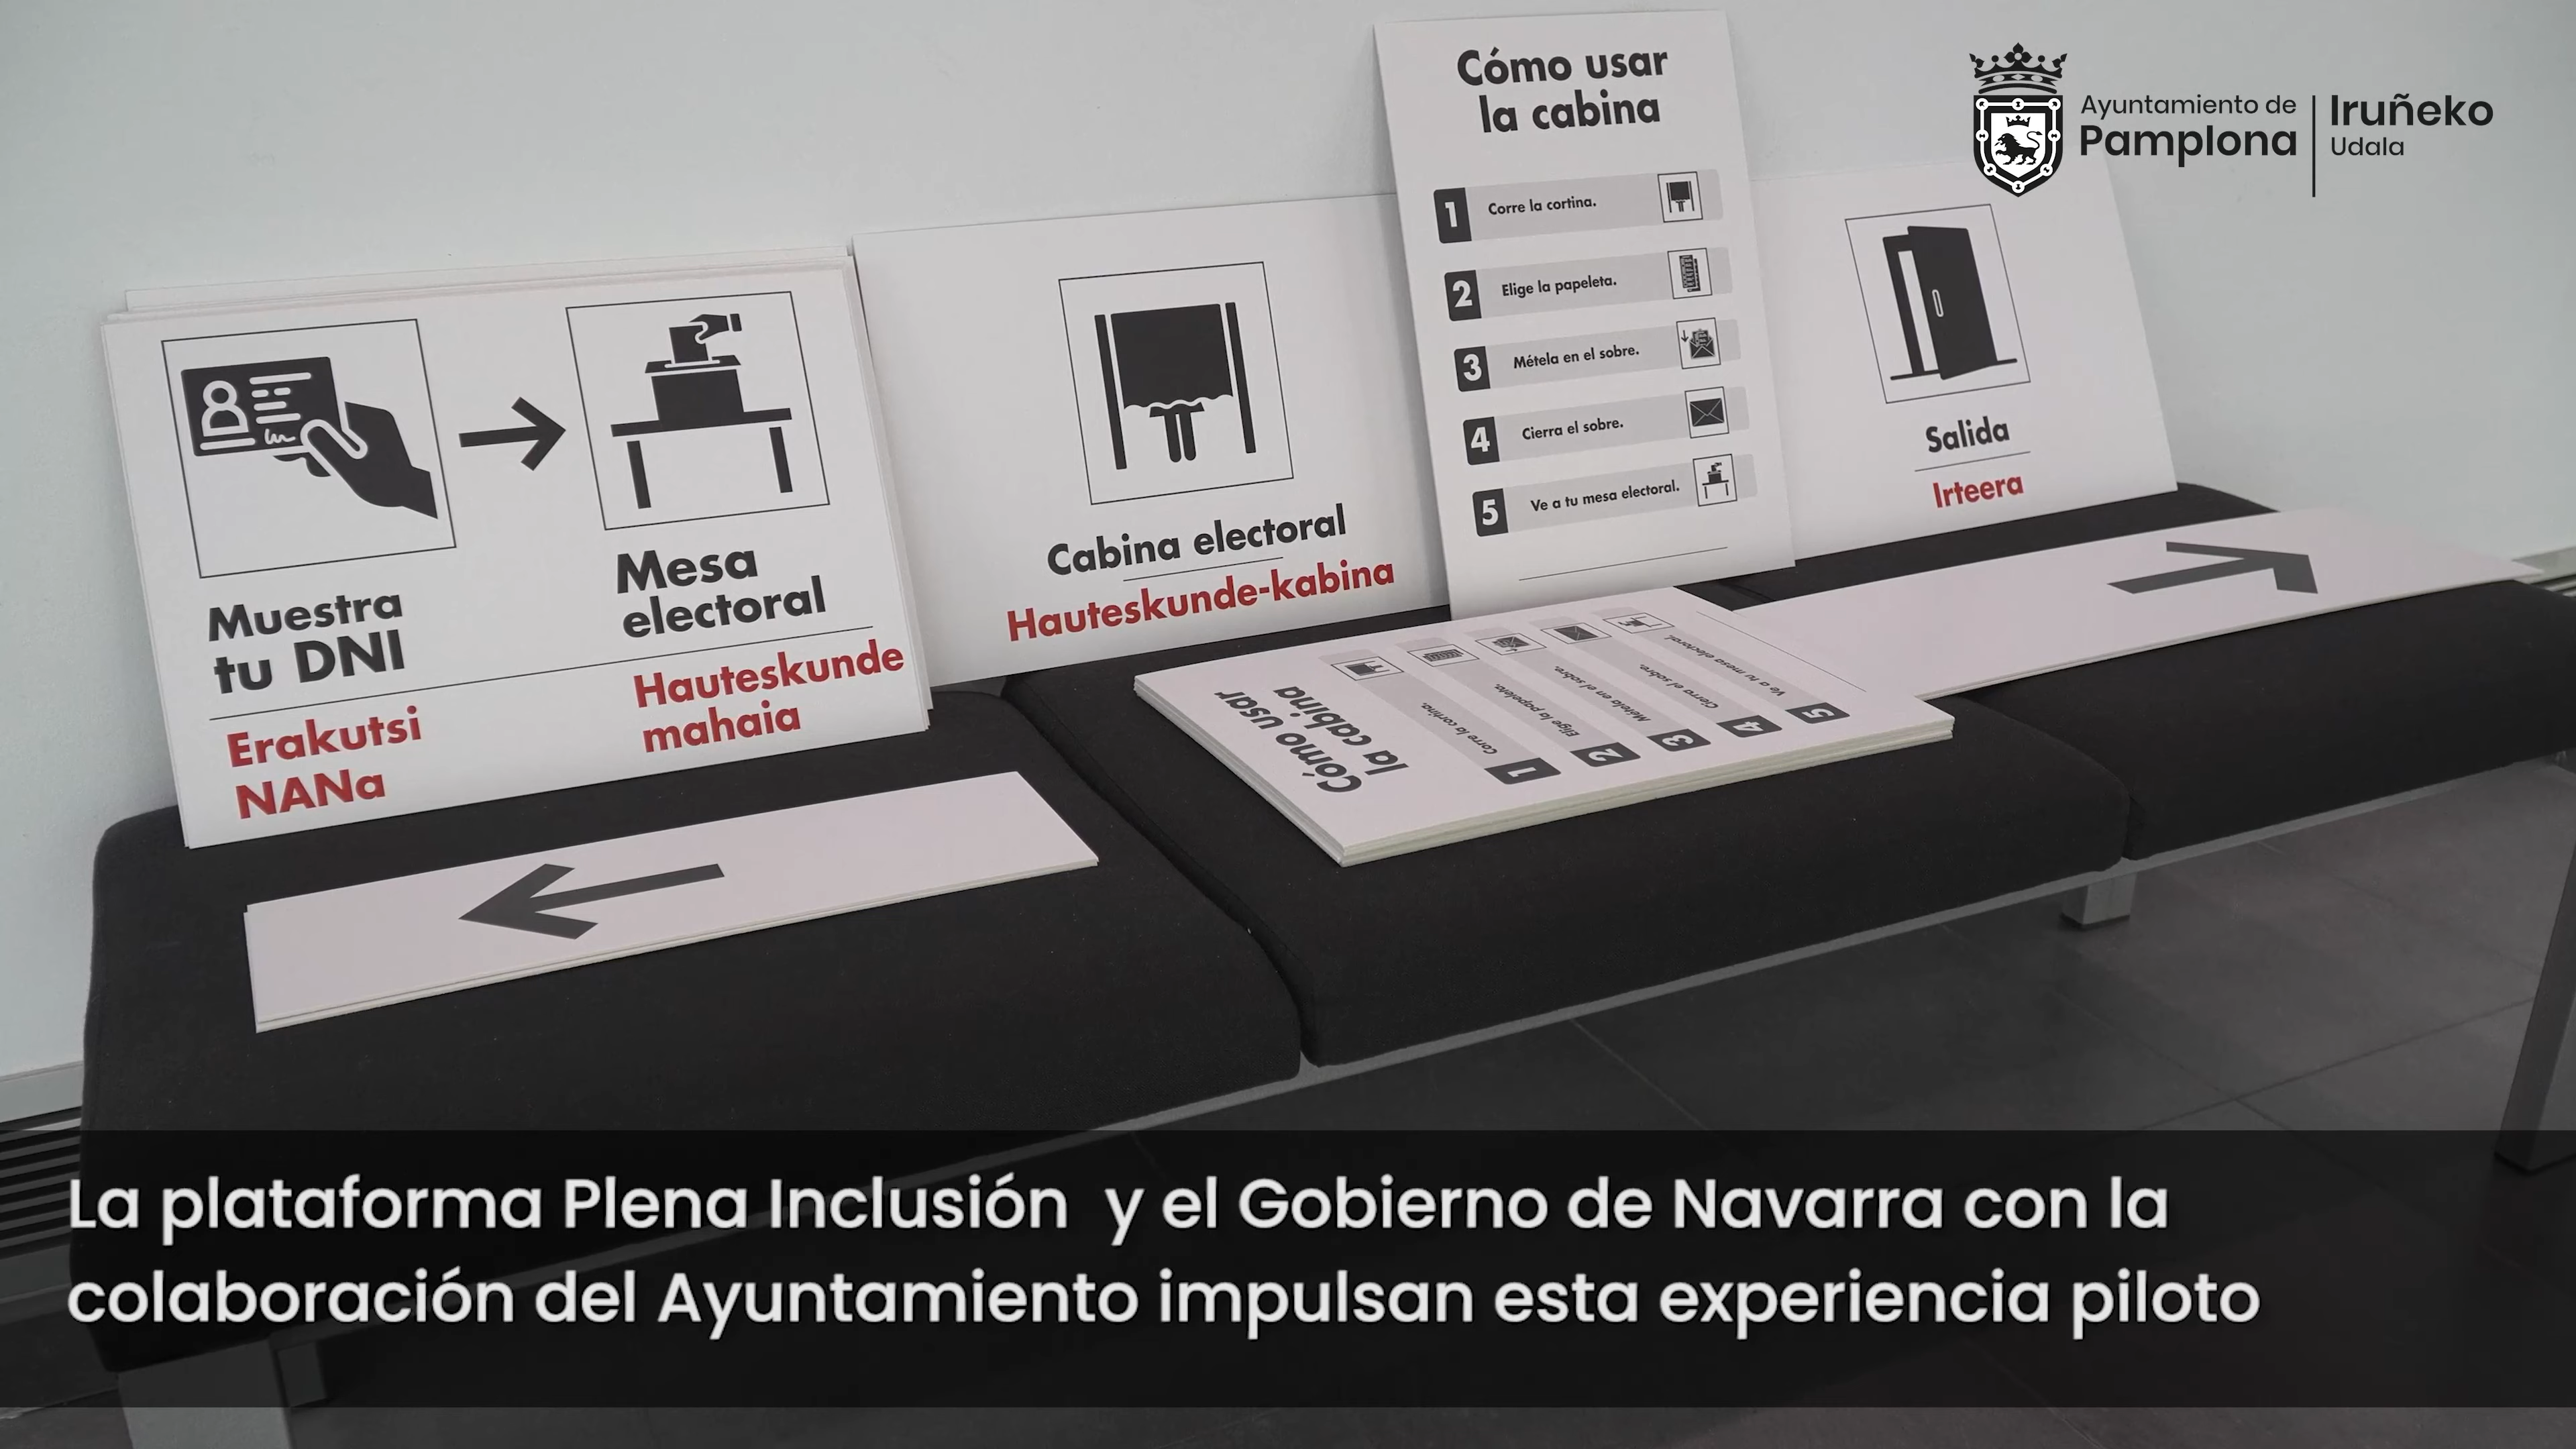 Ayuntamiento de
Pamplona
Iruñeko
Udala
Muestra
tu DNI
Erakutsi
NANa
Mesa
electoral
Hauteskunde
mahaia
Cabina electoral
Hauteskunde-kabina
Cómo usar
la cabina
1 Corre la cortina.
2 Elige la papeleta.
3 Métela en el sobre.
4 Cierra el sobre.
5 Ve a tu mesa electoral.
Salida
Irteera
Cómo usar
la cabina
1 Corre la cortina.
2 Elige la papeleta.
3 Métela en el sobre.
4 Cierra el sobre.
5 Ve a tu mesa electoral.
La plataforma Plena Inclusión y el Gobierno de Navarra con la
colaboración del Ayuntamiento impulsan esta experiencia piloto